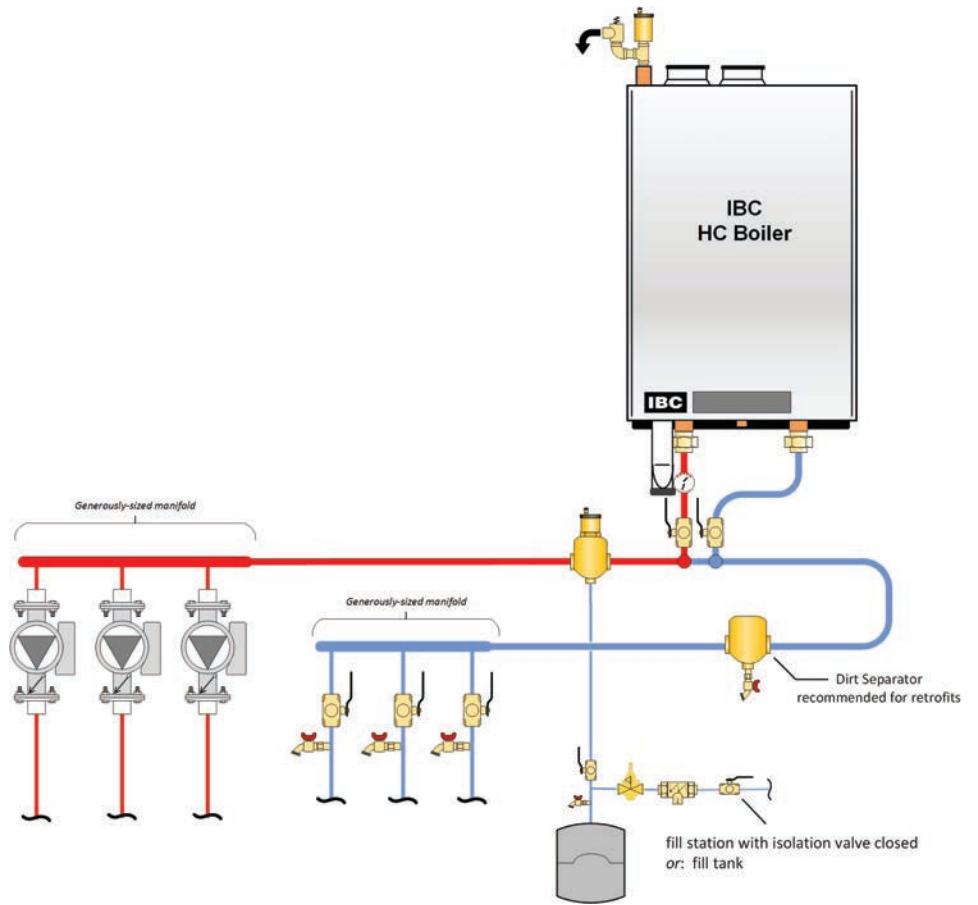 IBC
HC Boiler
IBC
Generously-sized manifold
Generously-sized manifold
Dirt Separator
recommended for retrofits
fill station with isolation valve closed
or: fill tank